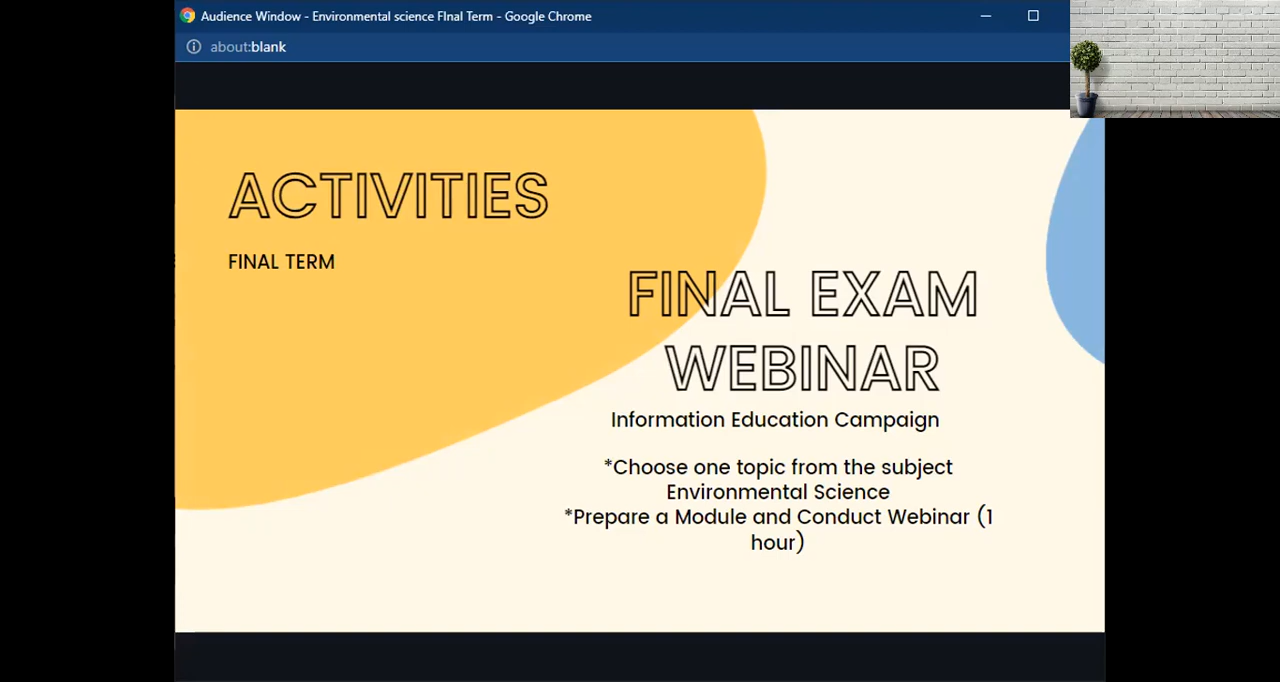 Audience Window - Environmental science FInal Term - Google Chrome
about:blank
ACTIVITIES
FINAL TERM
FINAL EXAM
WEBINAR
Information Education Campaign
*Choose one topic from the subject
Environmental Science
*Prepare a Module and Conduct Webinar (1
hour)